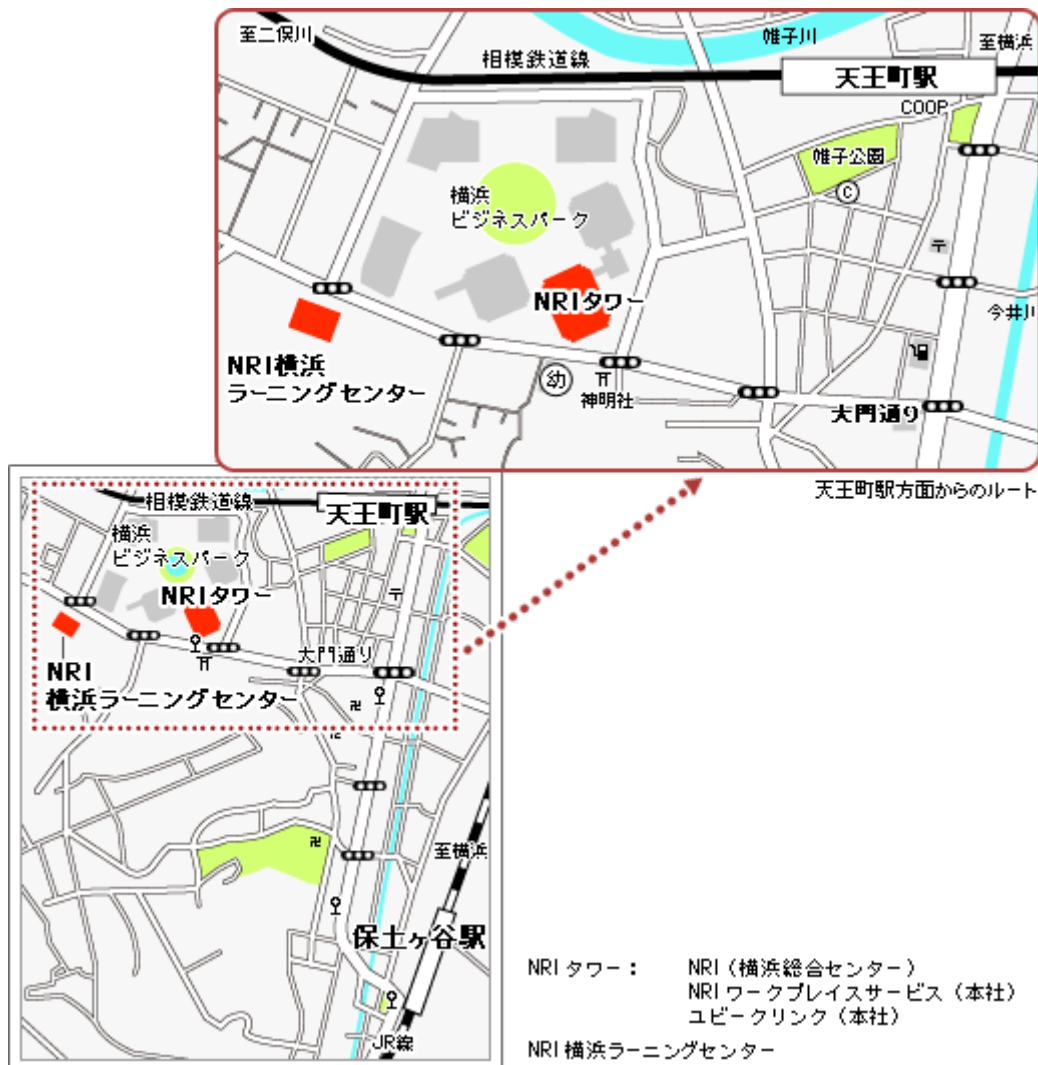 至二俣川
帷子川
至横浜
相模鉄道線
天王町駅
COOP
帷子公園
C
横浜
ビジネスパーク
〒
NRIタワー
今井川
NRI横浜
ラーニングセンター
幼
神明社
大門通り
天王町駅方面からのルート
相模鉄道線
天王町駅
横浜
ビジネスパーク
〒
NRIタワー
大門通り
NRI
横浜ラーニングセンター
卍
卍
卍
至横浜
保土ヶ谷駅
JR線
NRIタワー： NRI（横浜総合センター）
NRIワークプレイスサービス（本社）
ユビークリンク（本社）
NRI横浜ラーニングセンター